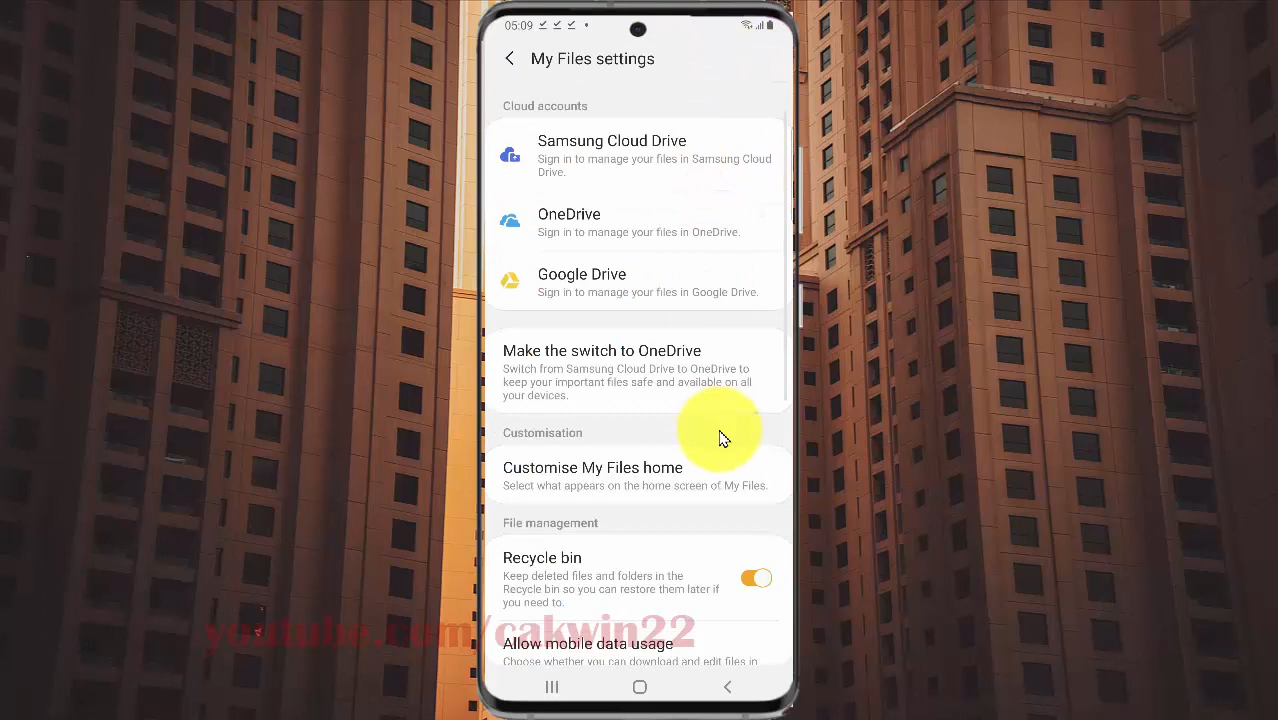 05:09
My Files settings
Cloud accounts
Samsung Cloud Drive
Sign in to manage your files in Samsung Cloud
Drive.
OneDrive
Sign in to manage your files in OneDrive.
Google Drive
Sign in to manage your files in Google Drive.
Make the switch to OneDrive
Switch from Samsung Cloud Drive to OneDrive to
keep your important files safe and available on all
your devices.
Customisation
Customise My Files home
Select what appears on the home screen of My Files.
File management
Recycle bin
Keep deleted files and folders in the
Recycle bin so you can restore them later if
you need to.
youtube.com/cakwin22
Allow mobile data usage
Choose whether you can download and edit files in